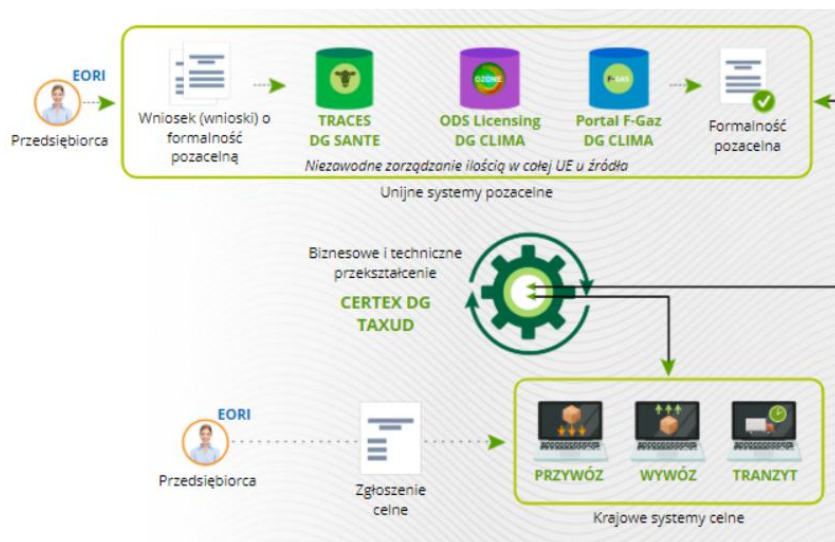 EORI
Przedsiębiorca
Wniosek (wnioski) o
formalność
pozacelną
TRACES
DG SANTE
OZONE
ODS Licensing
DG CLIMA
F-GAS
Portal F-Gaz
DG CLIMA
Formalność
pozacelna
Niezawodne zarządzanie ilością w całej UE u źródła
Unijne systemy pozacelne
Biznesowe i techniczne
przekształcenie
CERTEX DG
TAXUD
EORI
Przedsiębiorca
Zgłoszenie
celne
PRZYWÓZ
WYWÓZ
TRANZYT
Krajowe systemy celne